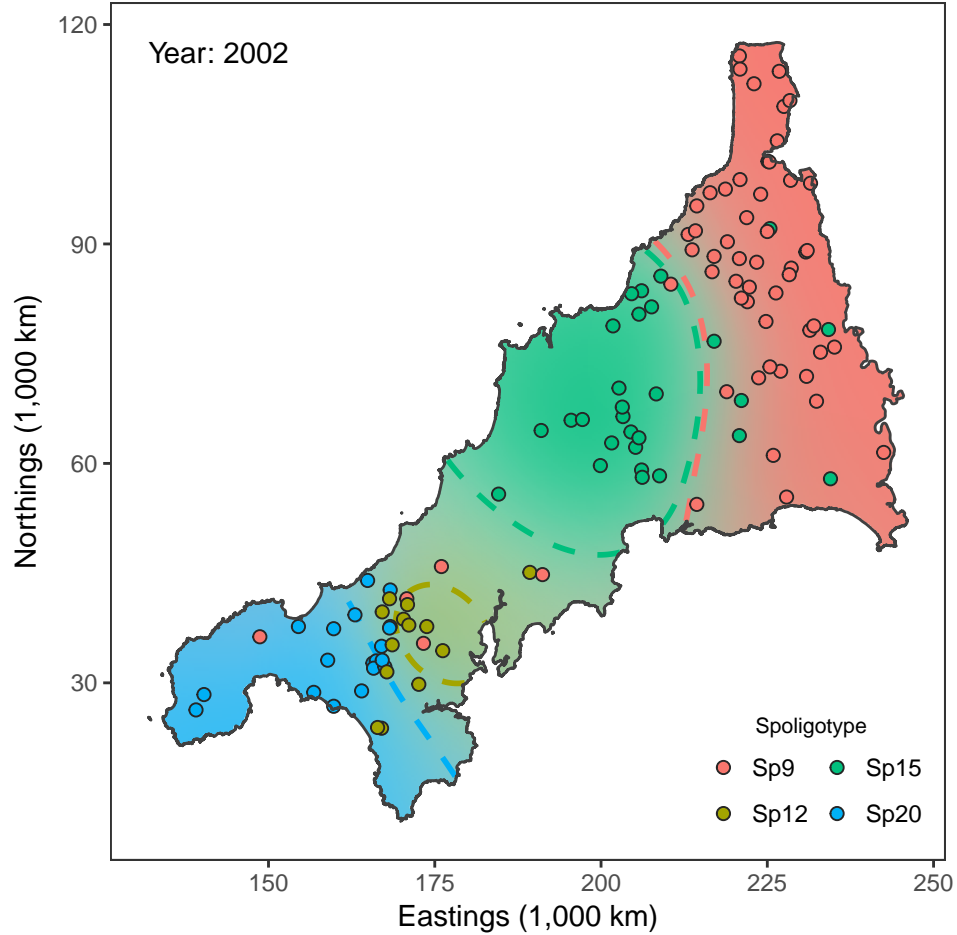 Year: 2002
120
90
60
30
Northings (1,000 km)
150
175
200
225
250
Eastings (1,000 km)
Spoligotype
Sp9
Sp15
Sp12
Sp20